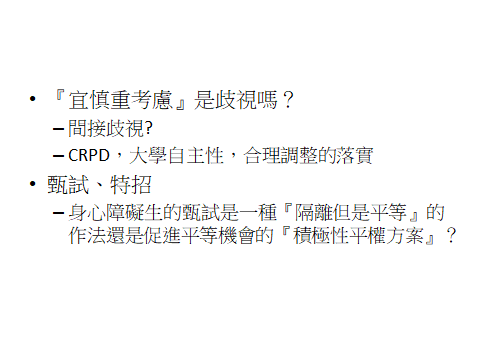 • 『宜慎重考慮』是歧視嗎？
– 間接歧視?
– CRPD，大學自主性，合理調整的落實
• 甄試、特招
– 身心障礙生的甄試是一種『隔離但是平等』的
作法還是促進平等機會的『積極性平權方案』？